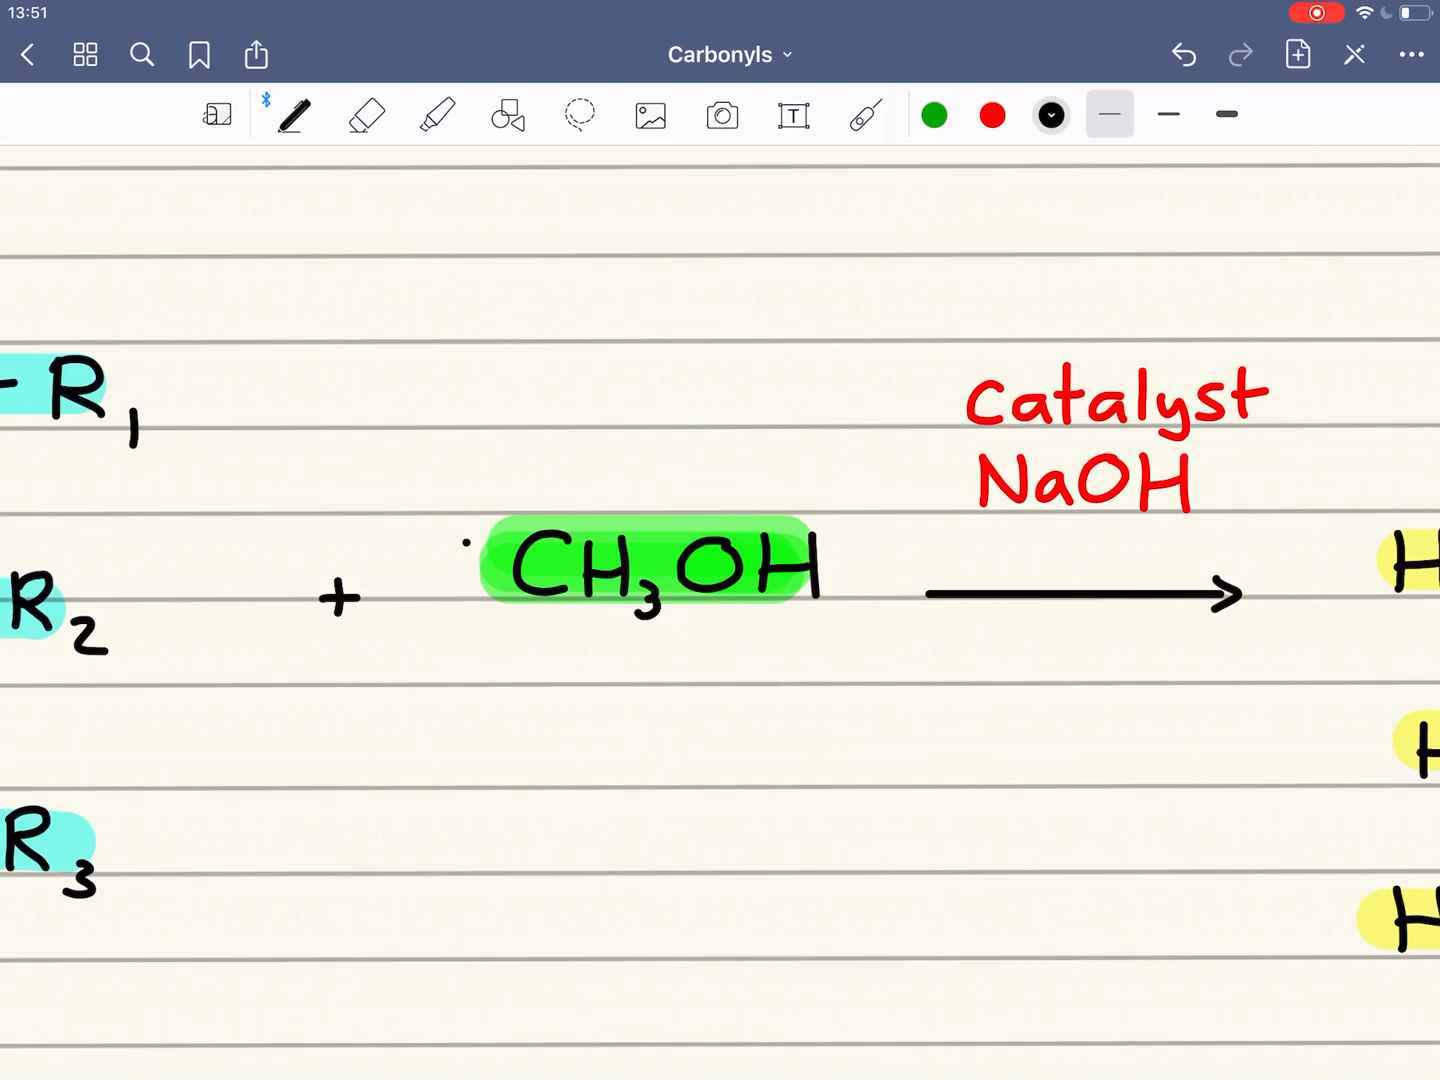 13:51
Carbonyls
T
- R1
Catalyst
NaOH
R2 + CH3OH
H
H
R3
H